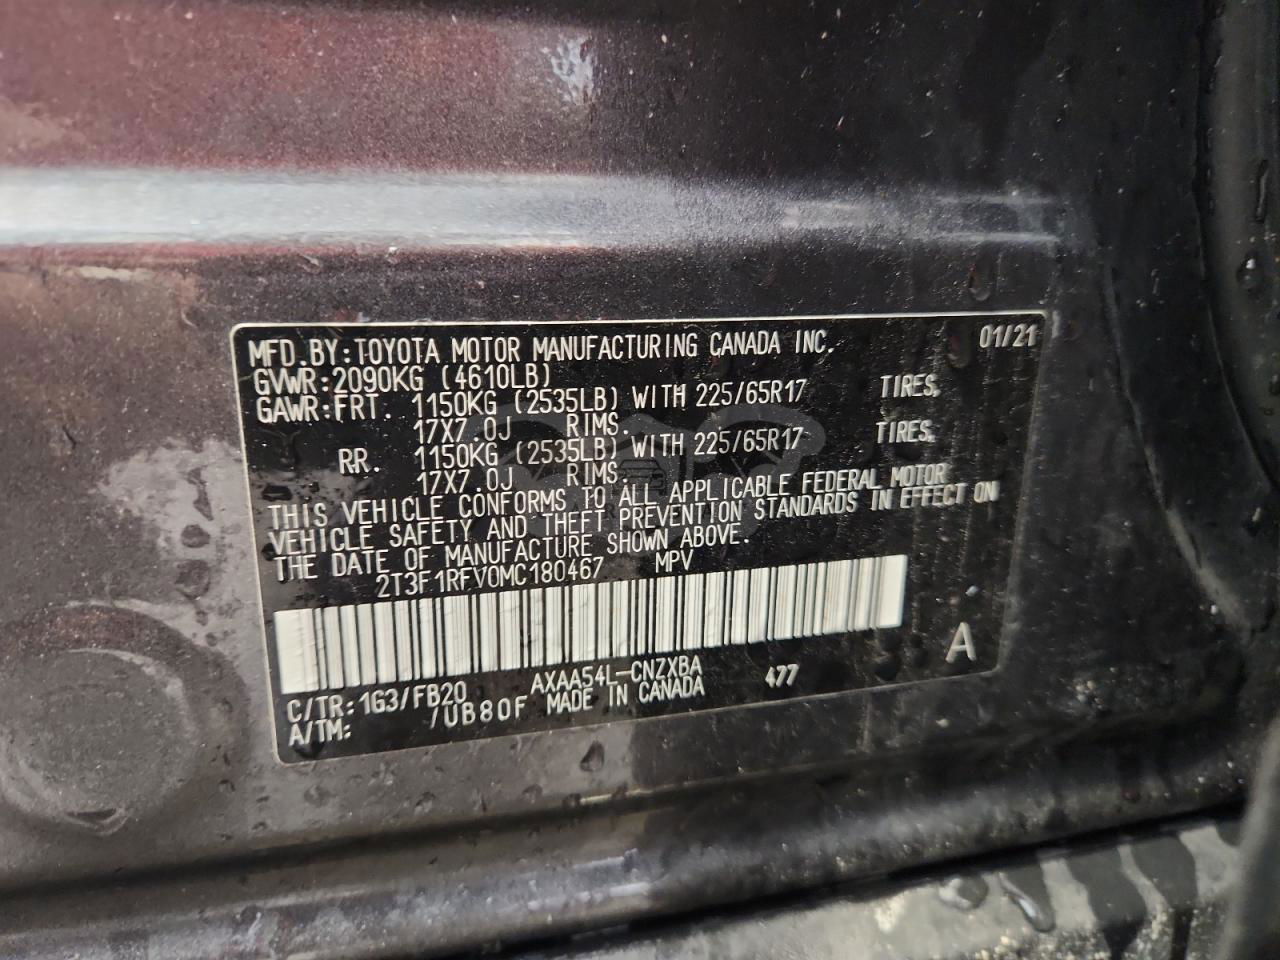 MFD.BY:TOYOTA MOTOR MANUFACTURING CANADA INC. 01/21
GVWR:2090KG (4610LB)
GAWR:FRT. 1150KG (2535LB) WITH 225/65R17 TIRES,
17X7.0J RIMS.
RR. 1150KG (2535LB) WITH 225/65R17 TIRES,
17X7.0J RIMS.
THIS VEHICLE CONFORMS TO ALL APPLICABLE FEDERAL MOTOR
VEHICLE SAFETY AND THEFT PREVENTION STANDARDS IN EFFECT ON
THE DATE OF MANUFACTURE SHOWN ABOVE.
2T3F1RFV0MC180467 MPV
A
C/TR:1G3/FB20 AXAA54L-CNZXBA 477
A/TM: /UB80F MADE IN CANADA